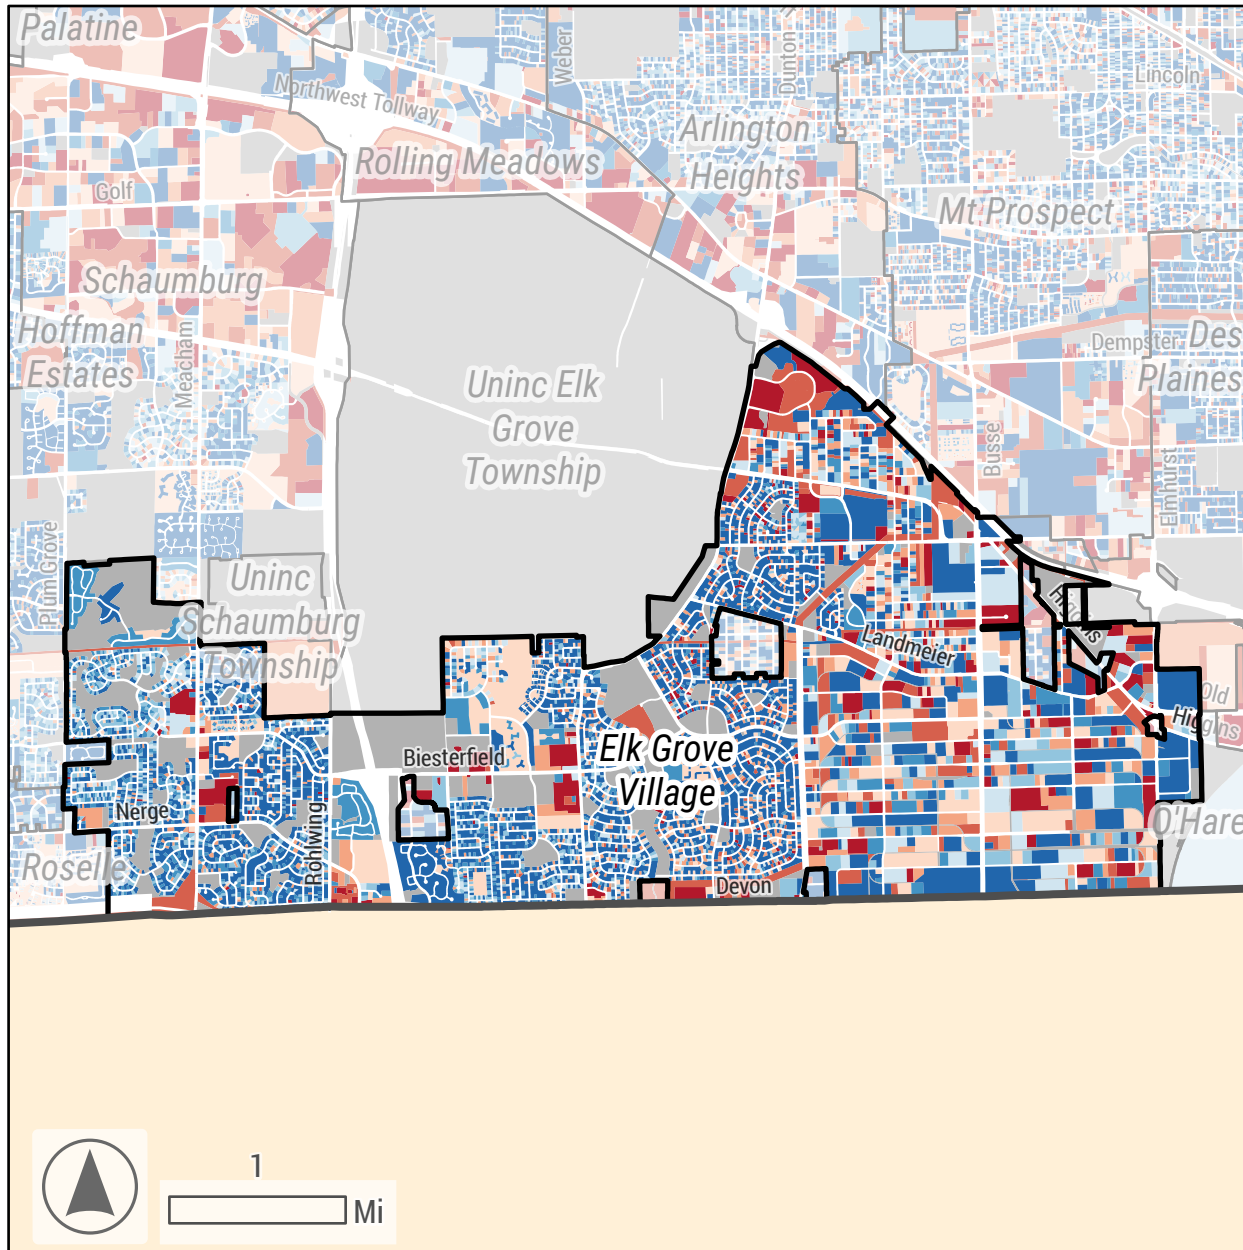 Palatine
Weber
Dunton
Lincoln
Northwest Tollway
Arlington
Heights
Rolling Meadows
Golf
Mt Prospect
Schaumburg
Hoffman
Estates
Meacham
Dempster
Des
Plaines
Uninc Elk
Grove
Township
Busse
Elmhurst
Plum Grove
Uninc
Schaumburg
Township
Higgins
Landmeier
Old
Higgins
Biesterfield
Elk Grove
Village
Nerge
Rohlwing
O'Hare
Roselle
Devon
1
Mi